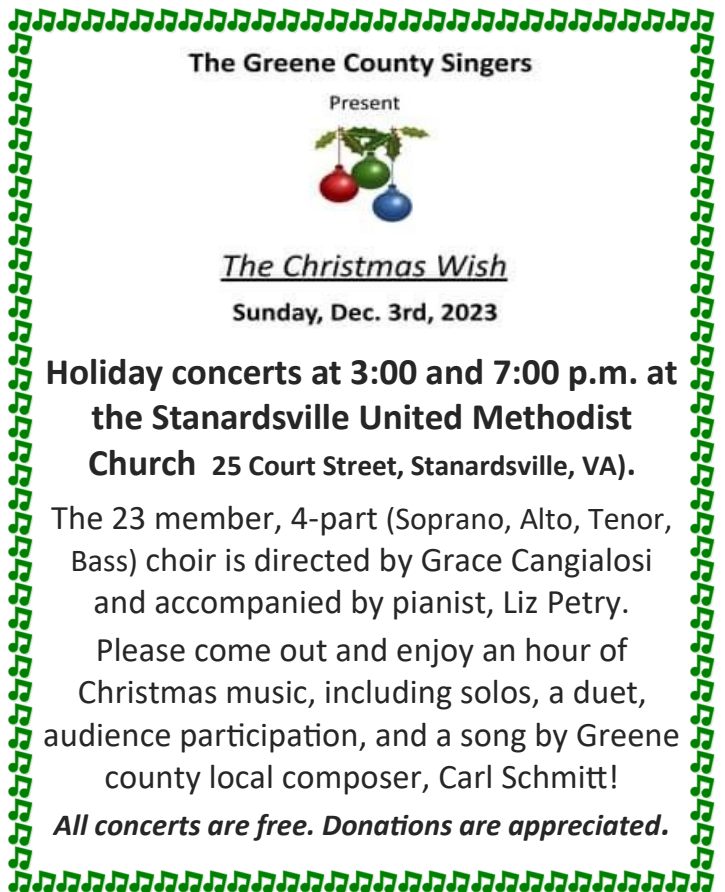 The Greene County Singers
Present
The Christmas Wish
Sunday, Dec. 3rd, 2023
Holiday concerts at 3:00 and 7:00 p.m. at
the Stanardsville United Methodist
Church 25 Court Street, Stanardsville, VA).
The 23 member, 4-part (Soprano, Alto, Tenor,
Bass) choir is directed by Grace Cangialosi
and accompanied by pianist, Liz Petry.
Please come out and enjoy an hour of
Christmas music, including solos, a duet,
audience participation, and a song by Greene
county local composer, Carl Schmitt!
All concerts are free. Donations are appreciated.